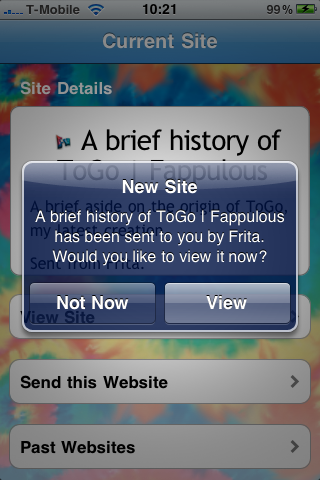 T-Mobile 10:21 99%
Current Site
Site Details
A brief history of
ToGo | Fappulous
New Site
A brief history of ToGo | Fappulous
has been sent to you by Frita.
Would you like to view it now?
A brief aside on the origin of ToGo,
my latest creation.
Sent from Frita.
Not Now
View
View Site
Send this Website
Past Websites